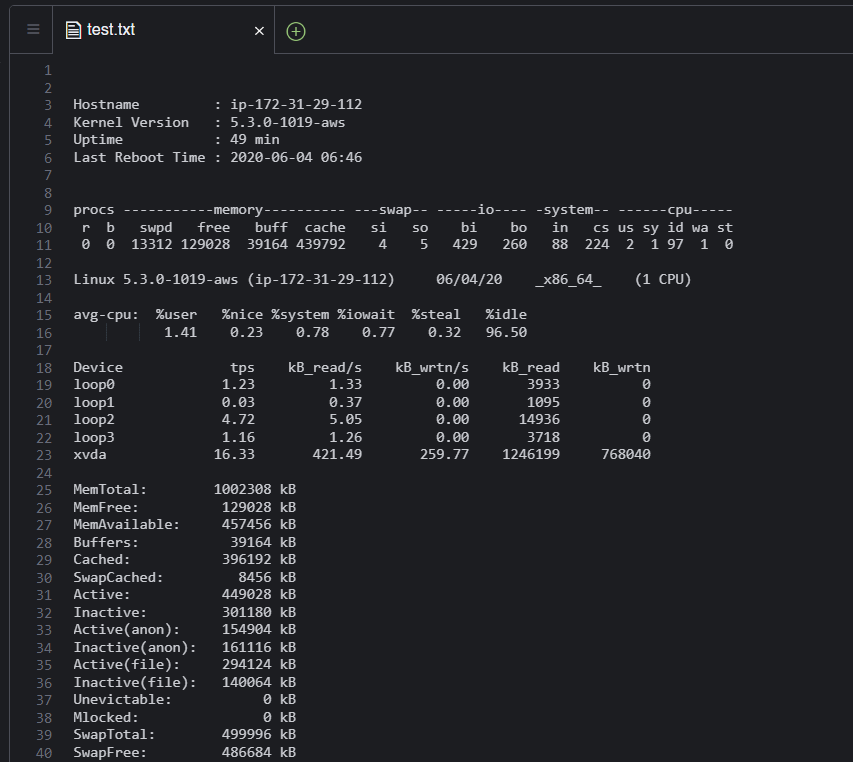 test.txt
1
2
3 Hostname         : ip-172-31-29-112
4 Kernel Version   : 5.3.0-1019-aws
5 Uptime           : 49 min
6 Last Reboot Time : 2020-06-04 06:46
7
8
9 procs -----------memory---------- ---swap-- -----io---- -system-- ------cpu-----
10  r  b   swpd   free   buff  cache   si   so    bi    bo   in   cs us sy id wa st
11  0  0  13312 129028  39164 439792    4    5   429   260   88  224  2  1 97  1  0
12
13 Linux 5.3.0-1019-aws (ip-172-31-29-112)     06/04/20    _x86_64_    (1 CPU)
14
15 avg-cpu:  %user   %nice %system %iowait  %steal   %idle
16            1.41    0.23    0.78    0.77    0.32   96.50
17
18 Device             tps    kB_read/s    kB_wrtn/s    kB_read    kB_wrtn
19 loop0             1.23         1.33         0.00       3933          0
20 loop1             0.03         0.37         0.00       1095          0
21 loop2             4.72         5.05         0.00      14936          0
22 loop3             1.16         1.26         0.00       3718          0
23 xvda             16.33       421.49       259.77    1246199     768040
24
25 MemTotal:        1002308 kB
26 MemFree:          129028 kB
27 MemAvailable:     457456 kB
28 Buffers:           39164 kB
29 Cached:           396192 kB
30 SwapCached:         8456 kB
31 Active:           449028 kB
32 Inactive:         301180 kB
33 Active(anon):     154904 kB
34 Inactive(anon):   161116 kB
35 Active(file):     294124 kB
36 Inactive(file):   140064 kB
37 Unevictable:           0 kB
38 Mlocked:               0 kB
39 SwapTotal:        499996 kB
40 SwapFree:         486684 kB